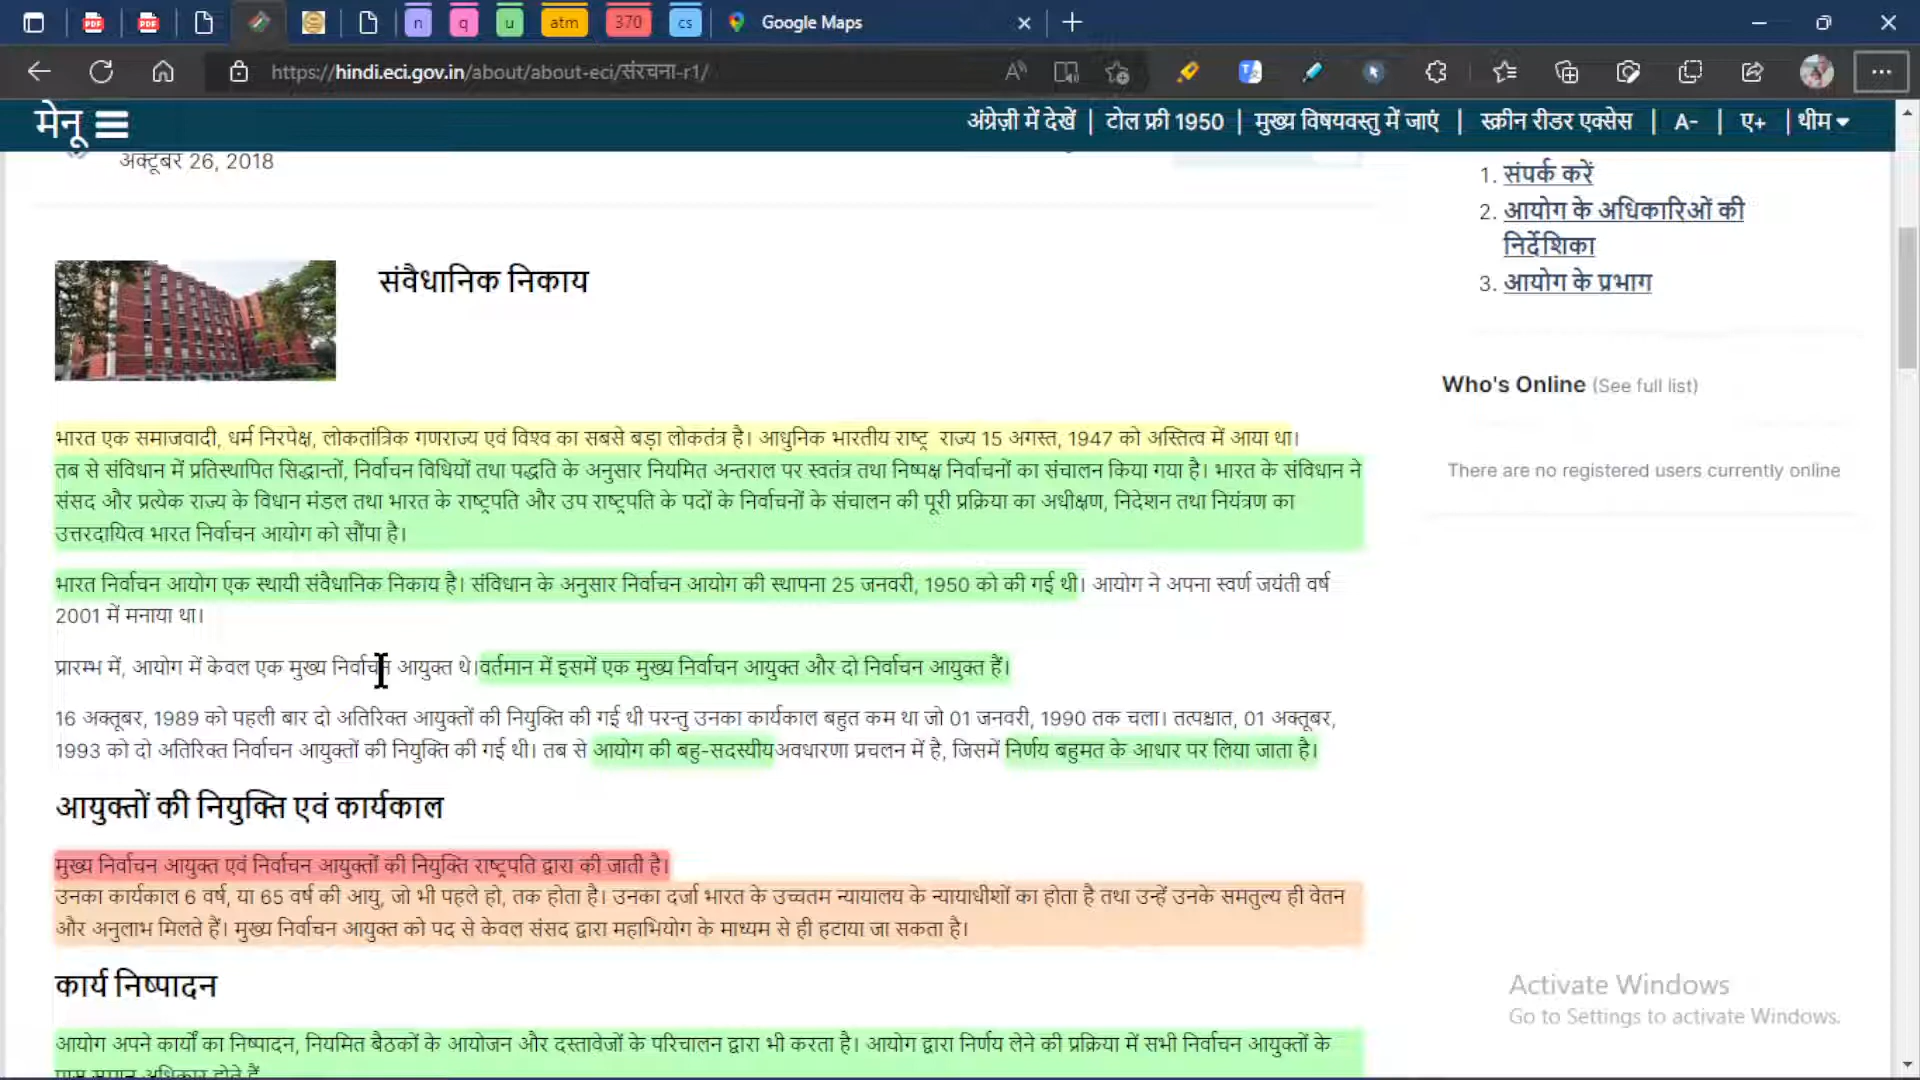 n q u atm 370 cs Google Maps
https://hindi.eci.gov.in/about/about-eci/संरचना-r1/
मेनू अंग्रेज़ी में देखें | टोल फ्री 1950 | मुख्य विषयवस्तु में जाएं | स्क्रीन रीडर एक्सेस | A- | ए+ | थीम
अक्टूबर 26, 2018
संवैधानिक निकाय
भारत एक समाजवादी, धर्म निरपेक्ष, लोकतांत्रिक गणराज्य एवं विश्व का सबसे बड़ा लोकतंत्र है। आधुनिक भारतीय राष्ट्र राज्य 15 अगस्त, 1947 को अस्तित्व में आया था।
तब से संविधान में प्रतिस्थापित सिद्धान्तों, निर्वाचन विधियों तथा पद्धति के अनुसार नियमित अन्तराल पर स्वतंत्र तथा निष्पक्ष निर्वाचनों का संचालन किया गया है। भारत के संविधान ने
संसद और प्रत्येक राज्य के विधान मंडल तथा भारत के राष्ट्रपति और उप राष्ट्रपति के पदों के निर्वाचनों के संचालन की पूरी प्रक्रिया का अधीक्षण, निदेशन तथा नियंत्रण का
उत्तरदायित्व भारत निर्वाचन आयोग को सौंपा है।
भारत निर्वाचन आयोग एक स्थायी संवैधानिक निकाय है। संविधान के अनुसार निर्वाचन आयोग की स्थापना 25 जनवरी, 1950 को की गई थी। आयोग ने अपना स्वर्ण जयंती वर्ष
2001 में मनाया था।
प्रारम्भ में, आयोग में केवल एक मुख्य निर्वाचन आयुक्त थे।वर्तमान में इसमें एक मुख्य निर्वाचन आयुक्त और दो निर्वाचन आयुक्त हैं।
16 अक्तूबर, 1989 को पहली बार दो अतिरिक्त आयुक्तों की नियुक्ति की गई थी परन्तु उनका कार्यकाल बहुत कम था जो 01 जनवरी, 1990 तक चला। तत्पश्चात, 01 अक्तूबर,
1993 को दो अतिरिक्त निर्वाचन आयुक्तों की नियुक्ति की गई थी। तब से आयोग की बहु-सदस्यीयअवधारणा प्रचलन में है, जिसमें निर्णय बहुमत के आधार पर लिया जाता है।
आयुक्तों की नियुक्ति एवं कार्यकाल
मुख्य निर्वाचन आयुक्त एवं निर्वाचन आयुक्तों की नियुक्ति राष्ट्रपति द्वारा की जाती है।
उनका कार्यकाल 6 वर्ष, या 65 वर्ष की आयु, जो भी पहले हो, तक होता है। उनका दर्जा भारत के उच्चतम न्यायालय के न्यायाधीशों का होता है तथा उन्हें उनके समतुल्य ही वेतन
और अनुलाभ मिलते हैं। मुख्य निर्वाचन आयुक्त को पद से केवल संसद द्वारा महाभियोग के माध्यम से ही हटाया जा सकता है।
कार्य निष्पादन
आयोग अपने कार्यों का निष्पादन, नियमित बैठकों के आयोजन और दस्तावेजों के परिचालन द्वारा भी करता है। आयोग द्वारा निर्णय लेने की प्रक्रिया में सभी निर्वाचन आयुक्तों के
पास समान अधिकार होते हैं
1. संपर्क करें
2. आयोग के अधिकारिओं की
निर्देशिका
3. आयोग के प्रभाग
Who's Online (See full list)
There are no registered users currently online
Activate Windows
Go to Settings to activate Windows.